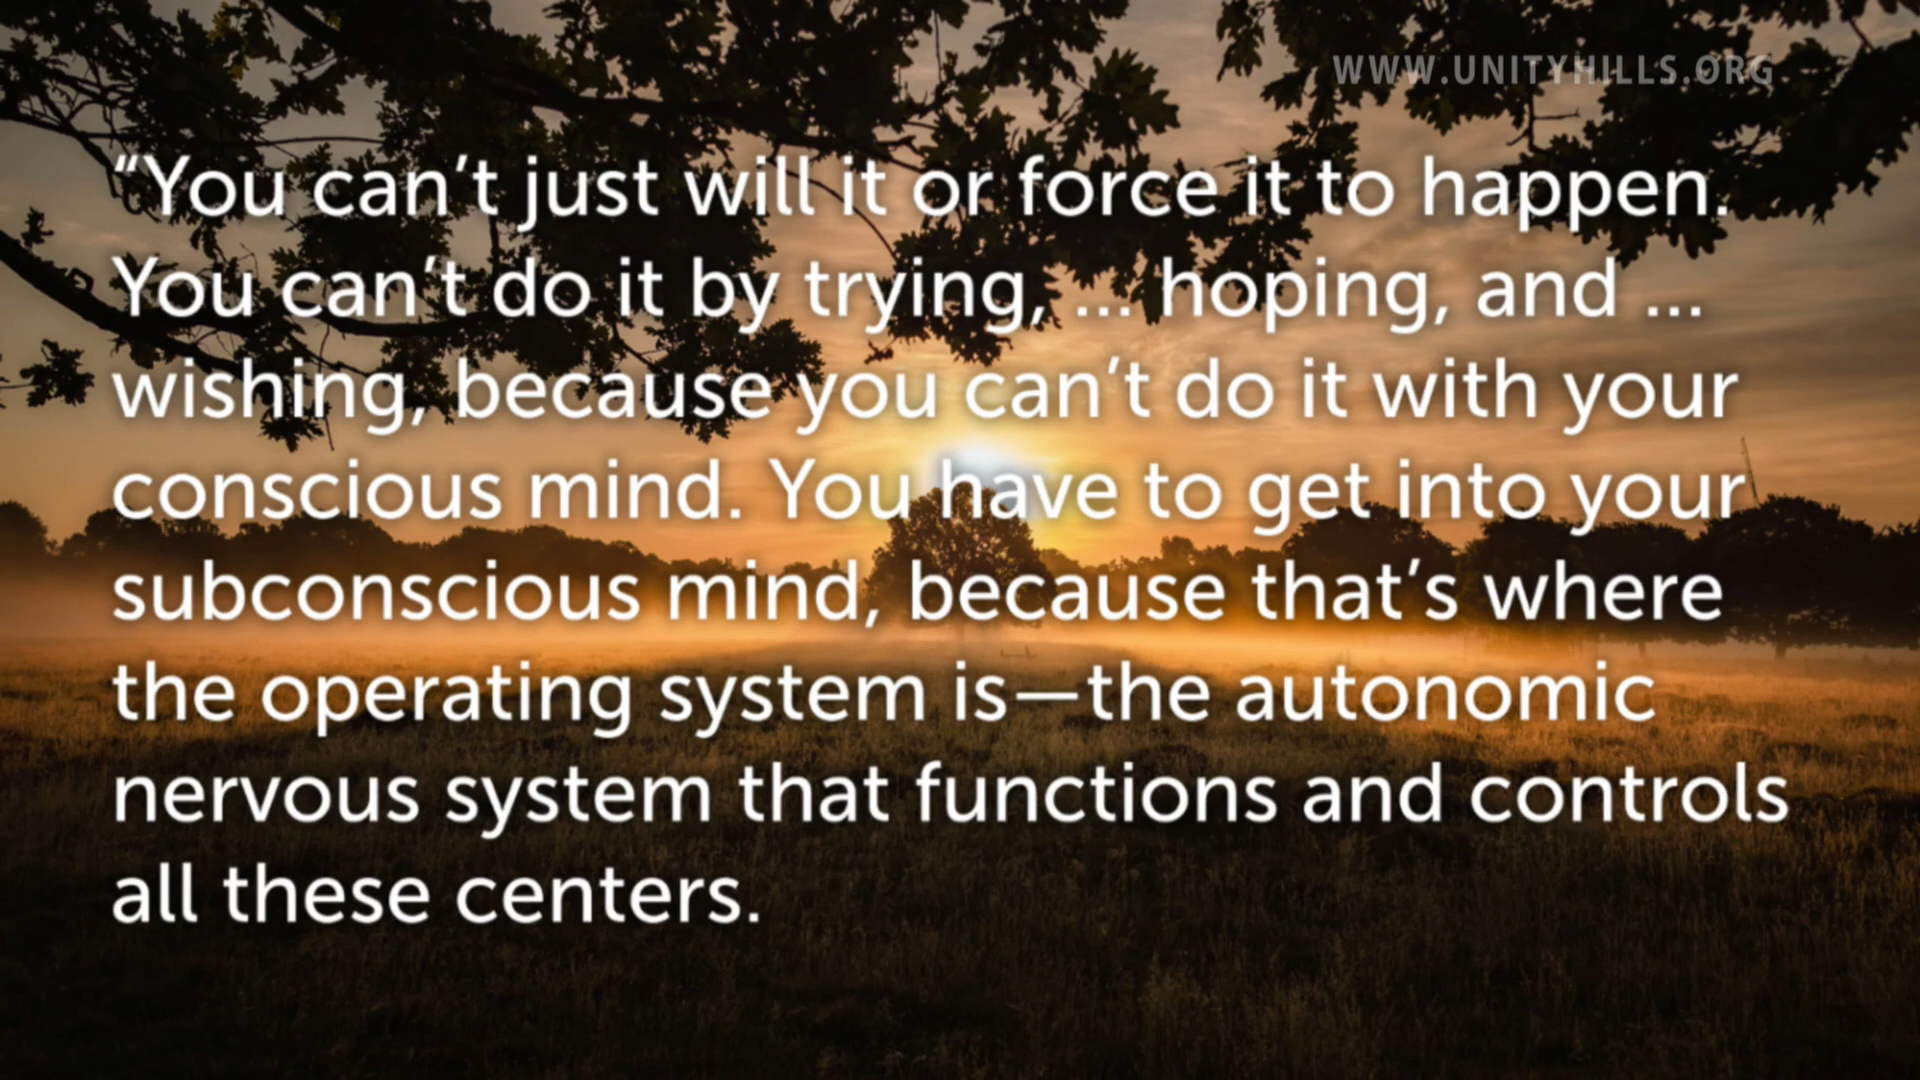 WWW.UNITYHILLS.ORG
“You can’t just will it or force it to happen.
You can’t do it by trying, ... hoping, and ...
wishing, because you can’t do it with your
conscious mind. You have to get into your
subconscious mind, because that’s where
the operating system is—the autonomic
nervous system that functions and controls
all these centers.